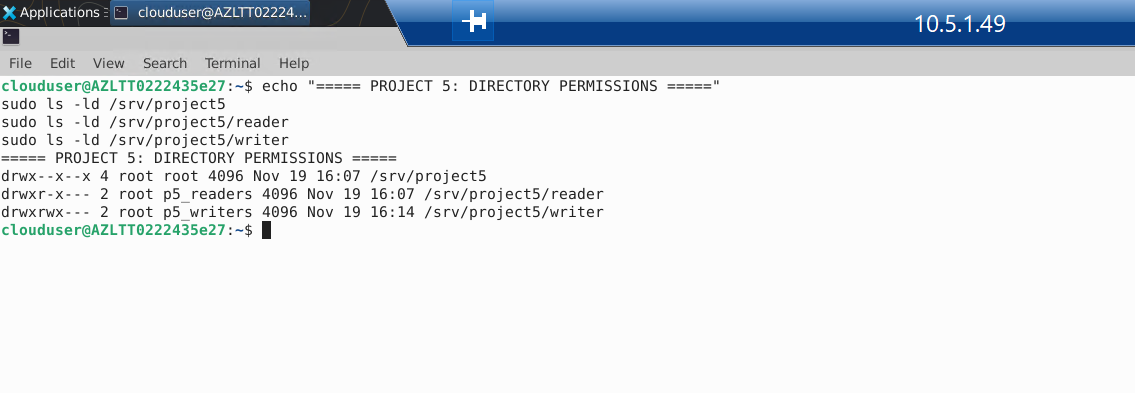 Applications
clouduser@AZLTT02224...
10.5.1.49
File Edit View Search Terminal Help
clouduser@AZLTT0222435e27:~$ echo "===== PROJECT 5: DIRECTORY PERMISSIONS ====="
sudo ls -ld /srv/project5
sudo ls -ld /srv/project5/reader
sudo ls -ld /srv/project5/writer
===== PROJECT 5: DIRECTORY PERMISSIONS =====
drwx--x--x 4 root root 4096 Nov 19 16:07 /srv/project5
drwxr-x--- 2 root p5_readers 4096 Nov 19 16:07 /srv/project5/reader
drwxrwx--- 2 root p5_writers 4096 Nov 19 16:14 /srv/project5/writer
clouduser@AZLTT0222435e27:~$